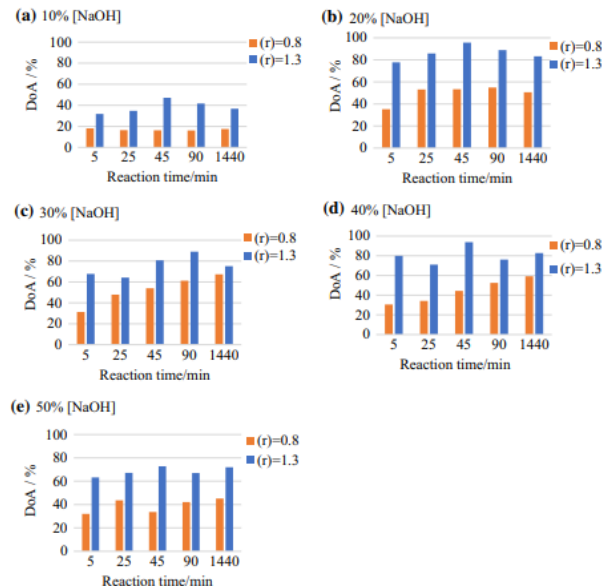 (a) 10% [NaOH]
(r)=0.8
(r)=1.3
100
80
60
40
20
0
DoA / %
5 25 45 90 1440
Reaction time/min
(b) 20% [NaOH]
(r)=0.8
(r)=1.3
100
80
60
40
20
0
DoA / %
5 25 45 90 1440
Reaction time/min
(c) 30% [NaOH]
(r)=0.8
(r)=1.3
100
80
60
40
20
0
DoA / %
5 25 45 90 1440
Reaction time/min
(d) 40% [NaOH]
(r)=0.8
(r)=1.3
100
80
60
40
20
0
DoA / %
5 25 45 90 1440
Reaction time/min
(e) 50% [NaOH]
(r)=0.8
(r)=1.3
100
80
60
40
20
0
DoA / %
5 25 45 90 1440
Reaction time/min